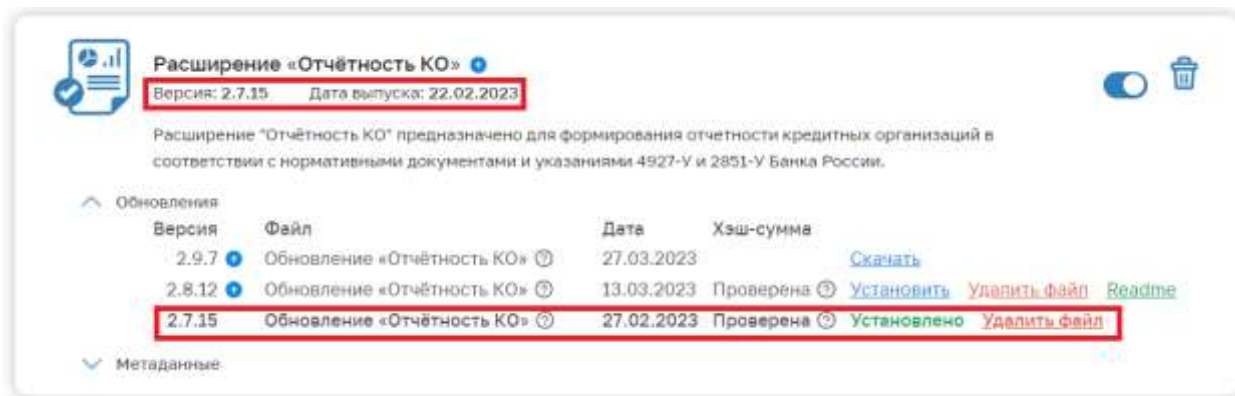 Расширение «Отчётность КО»
Версия: 2.7.15 Дата выпуска: 22.02.2023
Расширение "Отчётность КО" предназначено для формирования отчетности кредитных организаций в
соответствии с нормативными документами и указаниями 4927-У и 2851-У Банка России.
Обновления
Версия Файл Дата Хэш-сумма
2.9.7 Обновление «Отчётность КО» 27.03.2023 Скачать
2.8.12 Обновление «Отчётность КО» 13.03.2023 Проверена Установить Удалить файл Readme
2.7.15 Обновление «Отчётность КО» 27.02.2023 Проверена Установлено Удалить файл
Метаданные